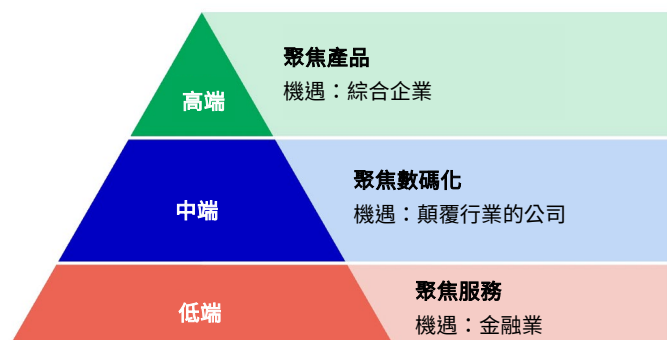 聚焦產品
機遇：綜合企業
高端
聚焦數碼化
機遇：顛覆行業的公司
中端
聚焦服務
機遇：金融業
低端